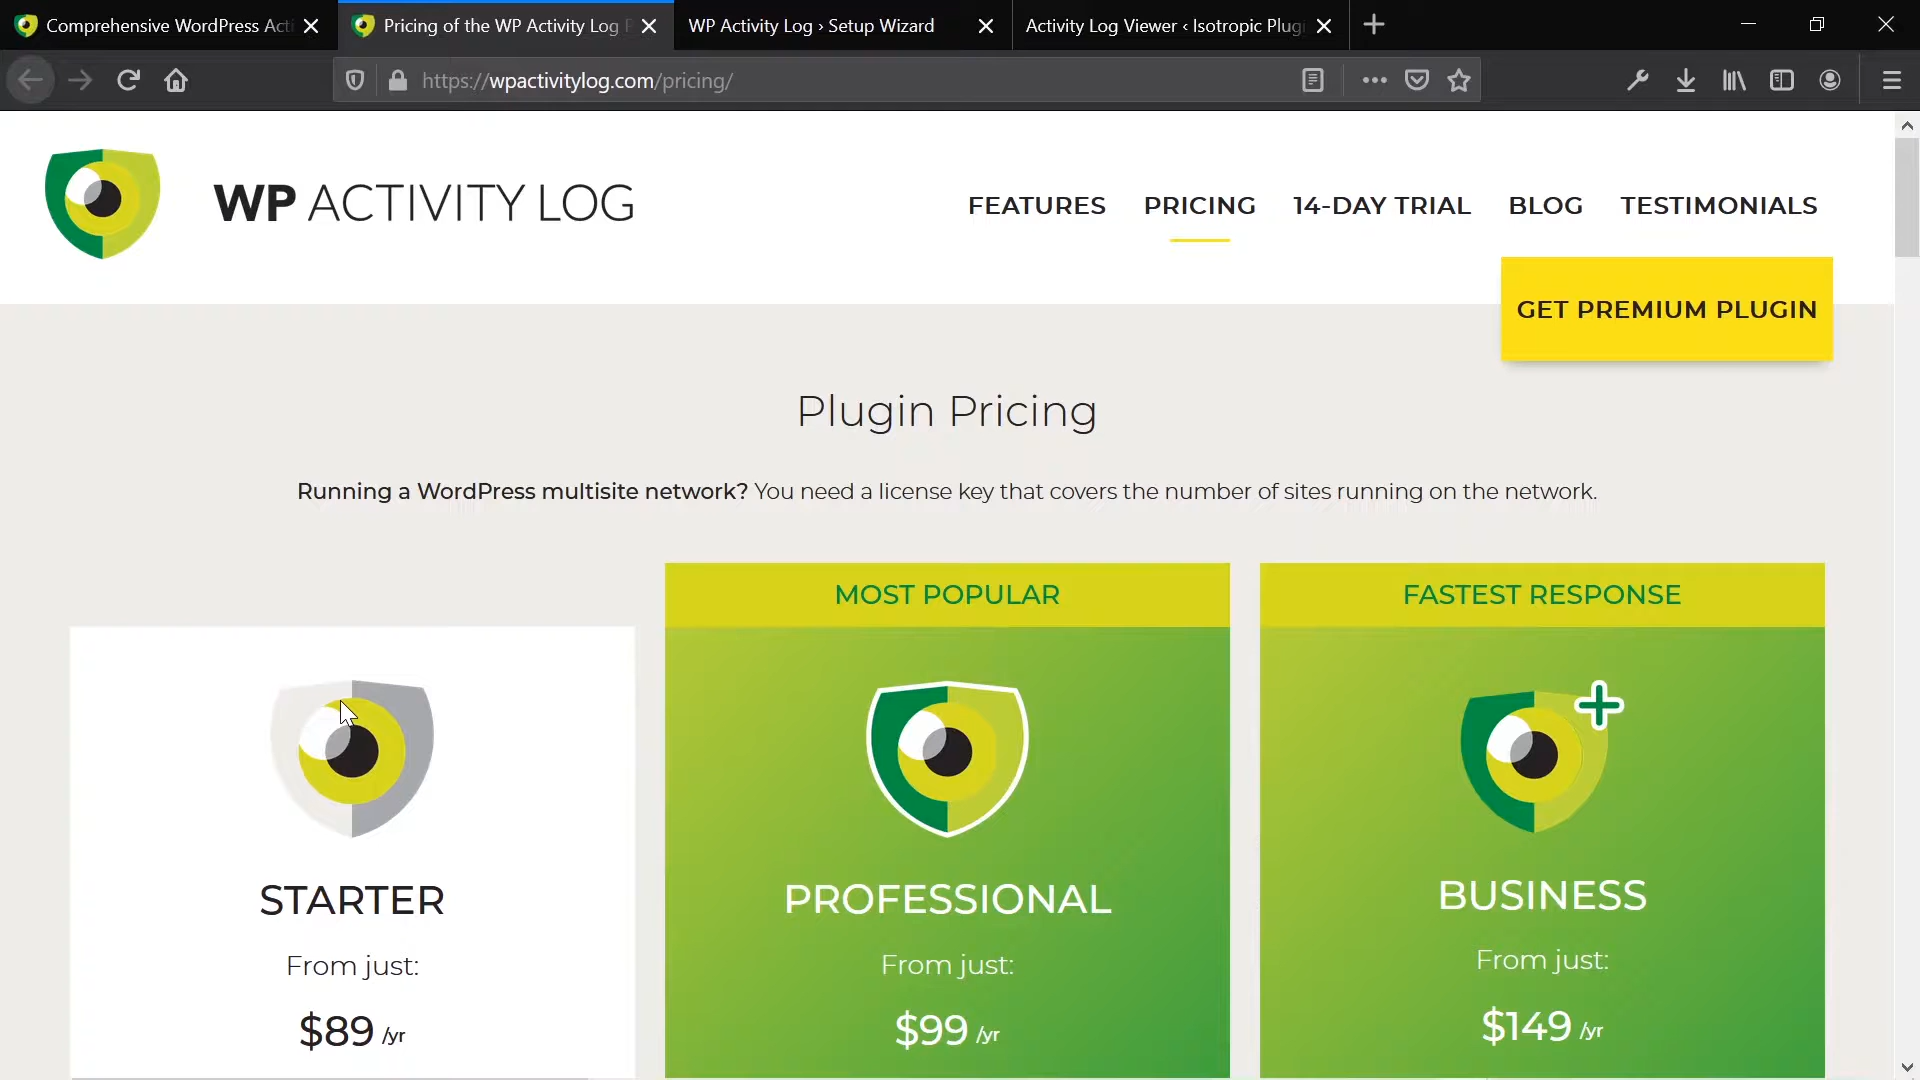 Comprehensive WordPress Acti
Pricing of the WP Activity Log P
WP Activity Log › Setup Wizard
Activity Log Viewer ‹ Isotropic Plugi
https://wpactivitylog.com/pricing/
WP ACTIVITY LOG
FEATURES
PRICING
14-DAY TRIAL
BLOG
TESTIMONIALS
GET PREMIUM PLUGIN
Plugin Pricing
Running a WordPress multisite network? You need a license key that covers the number of sites running on the network.
STARTER
From just:
$89 /yr
MOST POPULAR
PROFESSIONAL
From just:
$99 /yr
FASTEST RESPONSE
BUSINESS
From just:
$149 /yr